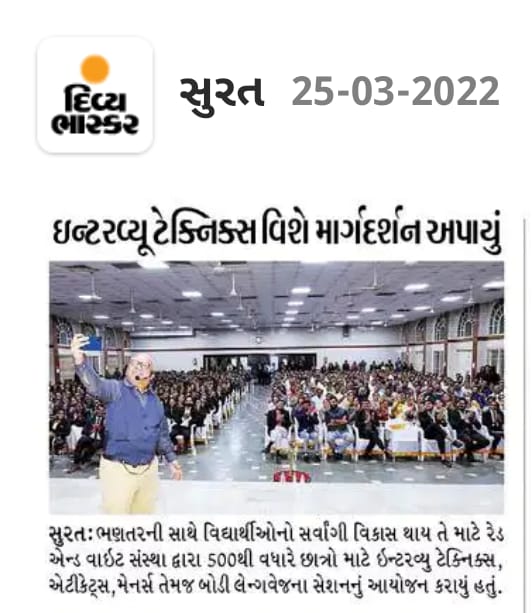 દિવ્ય
ભાસ્કર
સુરત 25-03-2022
ઇન્ટરવ્યૂ ટેક્નિક્સ વિશે માર્ગદર્શન અપાયું
સુરત: ભણતરની સાથે વિદ્યાર્થીઓનો સર્વાંગી વિકાસ થાય તે માટે રેડ
એન્ડ વાઇટ સંસ્થા દ્વારા 500થી વધારે છાત્રો માટે ઇન્ટરવ્યુ ટેક્નિક્સ,
એટીકેટ્સ, મેનર્સ તેમજ બોડી લેન્ગવેજના સેશનનું આયોજન કરાયું હતું.